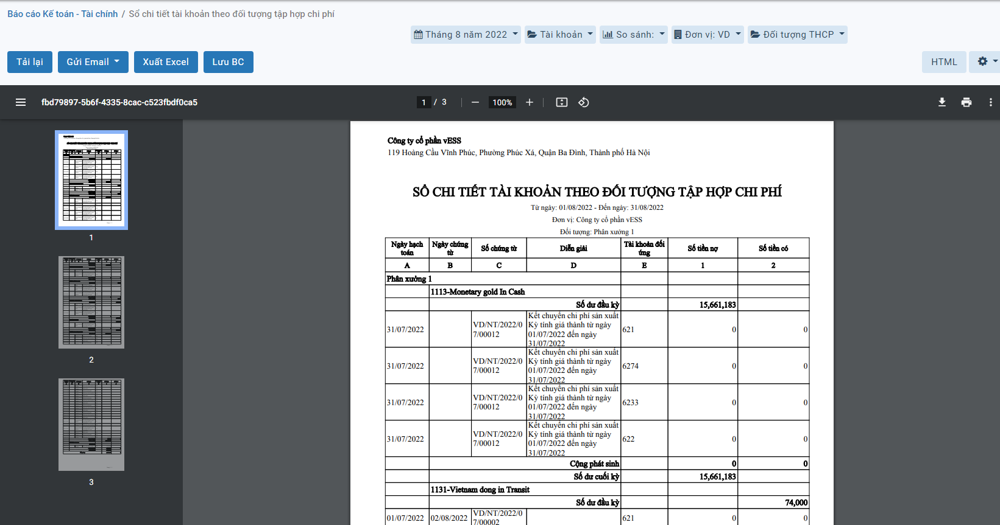 Báo cáo Kế toán - Tài chính / Sổ chi tiết tài khoản theo đối tượng tập hợp chi phí
Tháng 8 năm 2022 Tài khoản So sánh: Đơn vị: VD Đối tượng THCP
Tải lại Gửi Email Xuất Excel Lưu BC HTML
fbd79897-5b6f-4335-8cac-c523fbdf0ca5 1 / 3 100%
1
2
3
Công ty cổ phần vESS
119 Hoàng Cầu Vĩnh Phúc, Phường Phúc Xá, Quận Ba Đình, Thành phố Hà Nội
SỔ CHI TIẾT TÀI KHOẢN THEO ĐỐI TƯỢNG TẬP HỢP CHI PHÍ
Từ ngày: 01/08/2022 - Đến ngày: 31/08/2022
Đơn vị: Công ty cổ phần vESS
Đối tượng: Phân xưởng 1
Ngày hạch toán Ngày chứng từ Số chứng từ Diễn giải Tài khoản đối ứng Số tiền nợ Số tiền có
A B C D E 1 2
Phân xưởng 1
1113-Monetary gold In Cash
Số dư đầu kỳ 15,661,183
31/07/2022 VD/NT/2022/0
7/00012 Kết chuyển chi phí sản xuất
Kỳ tính giá thành từ ngày
01/07/2022 đến ngày
31/07/2022 621 0 0
31/07/2022 VD/NT/2022/0
7/00012 Kết chuyển chi phí sản xuất
Kỳ tính giá thành từ ngày
01/07/2022 đến ngày
31/07/2022 6274 0 0
31/07/2022 VD/NT/2022/0
7/00012 Kết chuyển chi phí sản xuất
Kỳ tính giá thành từ ngày
01/07/2022 đến ngày
31/07/2022 6233 0 0
31/07/2022 VD/NT/2022/0
7/00012 Kết chuyển chi phí sản xuất
Kỳ tính giá thành từ ngày
01/07/2022 đến ngày
31/07/2022 622 0 0
Cộng phát sinh 0 0
Số dư cuối kỳ 15,661,183
1131-Vietnam dong in Transit
Số dư đầu kỳ 74,000
01/07/2022 02/08/2022 VD/NT/2022/0
7/00002 621 0 0